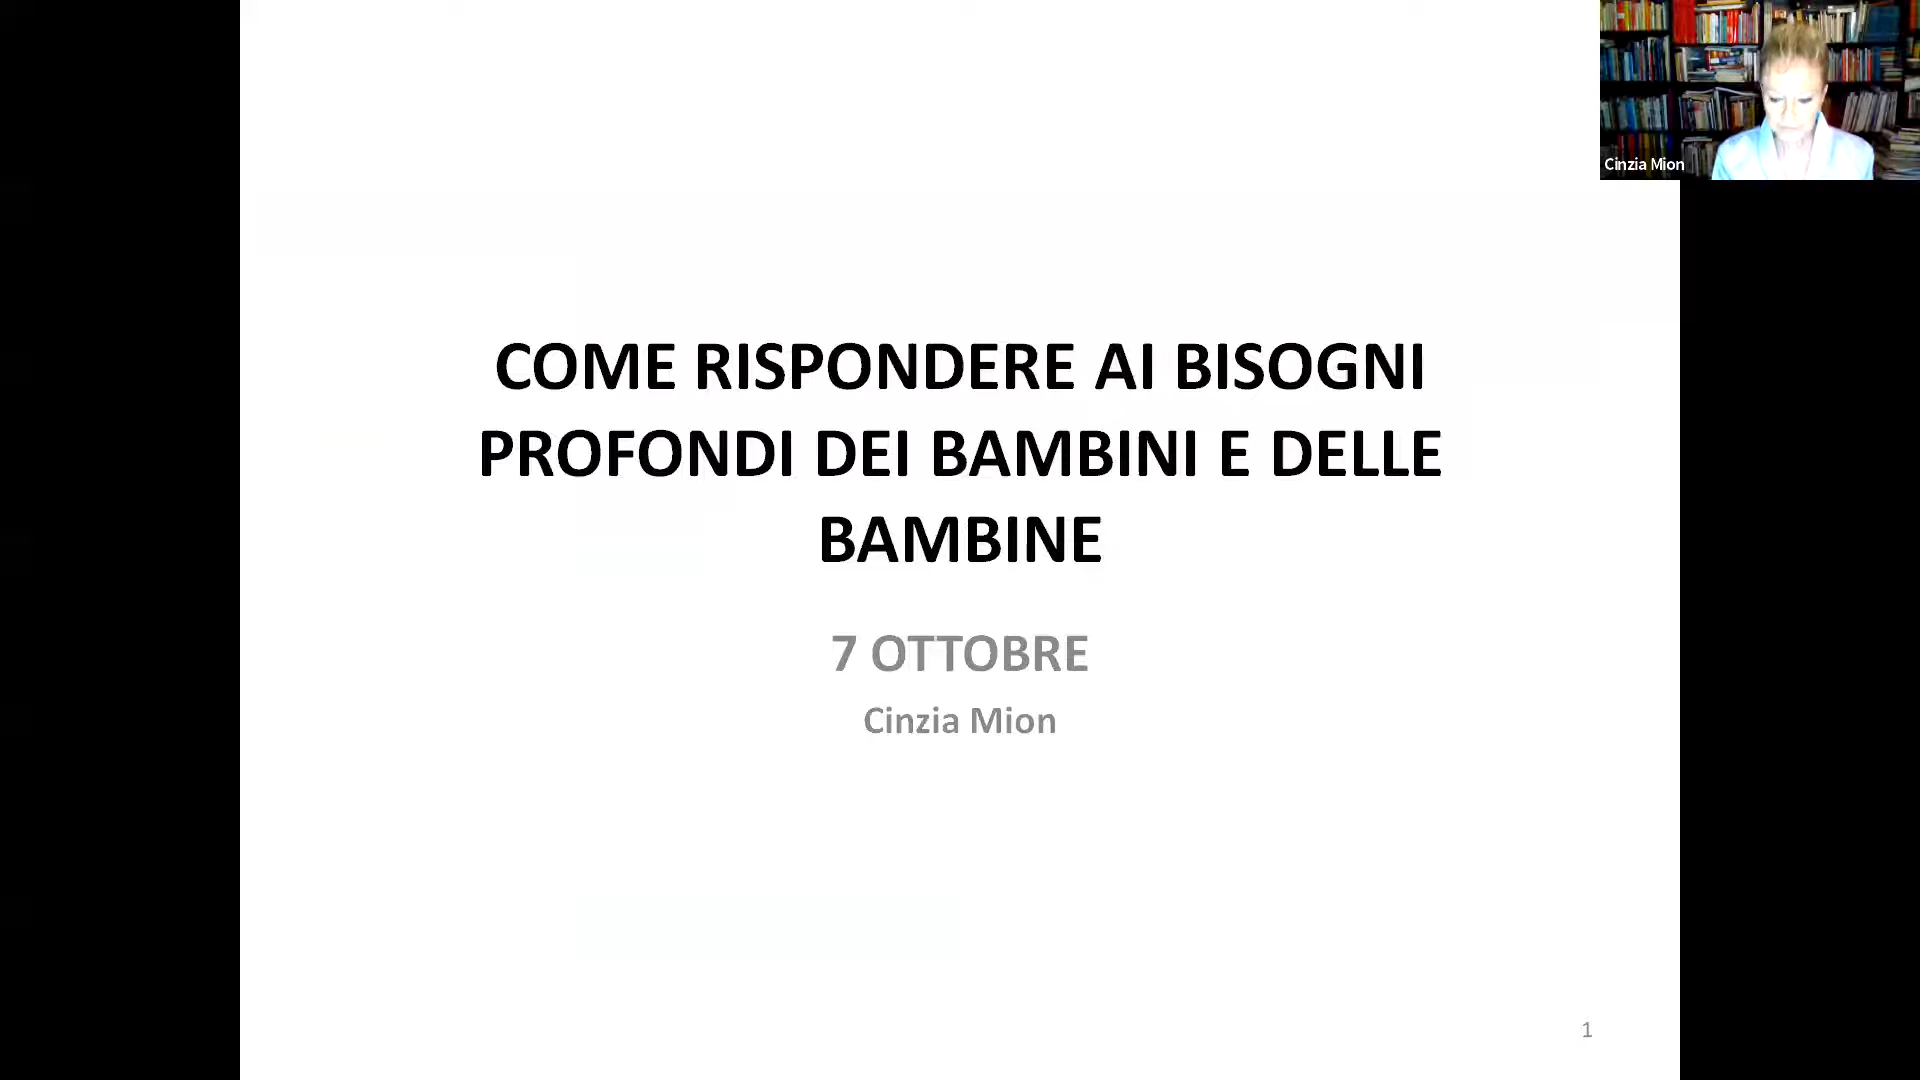 Cinzia Mion
COME RISPONDERE AI BISOGNI
PROFONDI DEI BAMBINI E DELLE
BAMBINE
7 OTTOBRE
Cinzia Mion
1